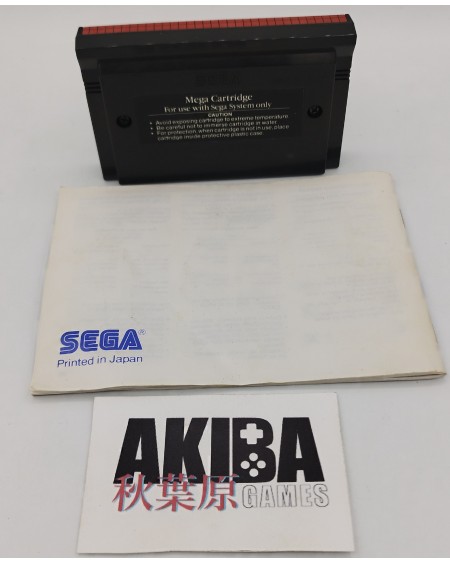 Mega Cartridge
For use with Sega System only
CAUTION
• Avoid exposing cartridge to extreme temperature.
• Be careful not to immerse cartridge in water.
• For protection, when cartridge is not in use, place
cartridge inside protective plastic case.
SEGA®
Printed in Japan
AKIBA
秋葉原 GAMES